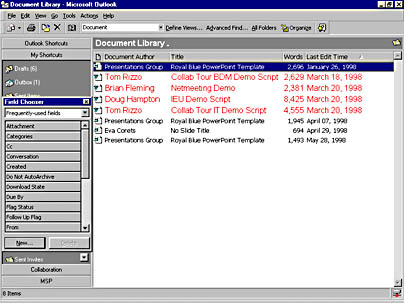 Document Library - Microsoft Outlook
File Edit View Go Tools Actions Help
Document Define Views... Advanced Find... All Folders Organize
Outlook Shortcuts
My Shortcuts
Drafts (6)
Outbox (1)
Sent Items
Field Chooser
Frequently-used fields
Attachment
Categories
Cc
Conversation
Created
Do Not AutoArchive
Download State
Due By
Flag Status
Follow Up Flag
From
New... Delete
Sent Invites
Collaboration
MSP
Document Library .
Document Author Title Words Last Edit Time
Presentations Group Royal Blue PowerPoint Template 2,696 January 26, 1998
Tom Rizzo Collab Tour BDM Demo Script 2,629 March 18, 1998
Brian Fleming Netmeeting Demo 2,381 March 20, 1998
Doug Hampton IEU Demo Script 8,425 March 20, 1998
Tom Rizzo Collab Tour IT Demo Script 4,555 March 20, 1998
Presentations Group Royal Blue PowerPoint Template 1,945 April 07, 1998
Eva Corets No Slide Title 694 April 29, 1998
Presentations Group Royal Blue PowerPoint Template 1,493 May 28, 1998
8 Items